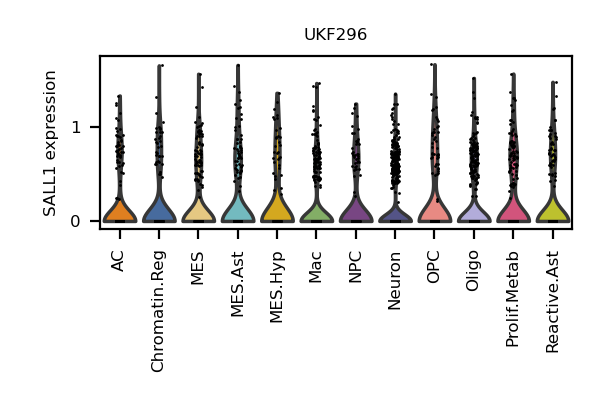 UKF296
SALL1 expression
1
0
AC
Chromatin.Reg
MES
MES.Ast
MES.Hyp
Mac
NPC
Neuron
OPC
Oligo
Prolif.Metab
Reactive.Ast